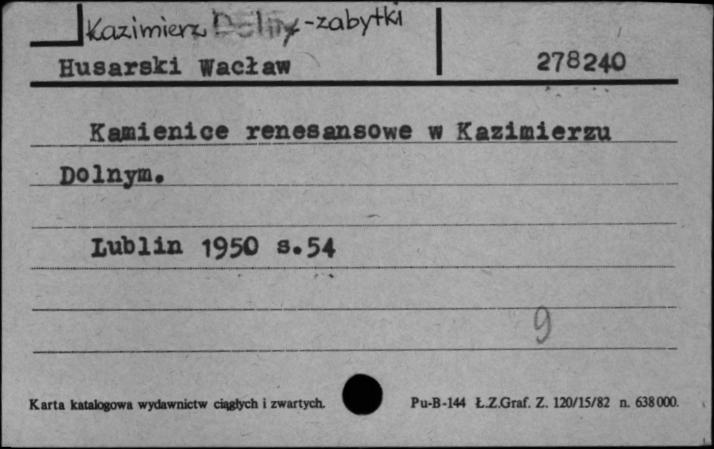 Kazimierz Dolny-zabytki
Husarski Wacław 278240
Kamienice renesansowe w Kazimierzu
Dolnym.
Lublin 1950 s.54
9
Karta katalogowa wydawnictw ciągłych i zwartych. Pu-B-144 Ł.Z.Graf. Z. 120/15/82 n. 638000.